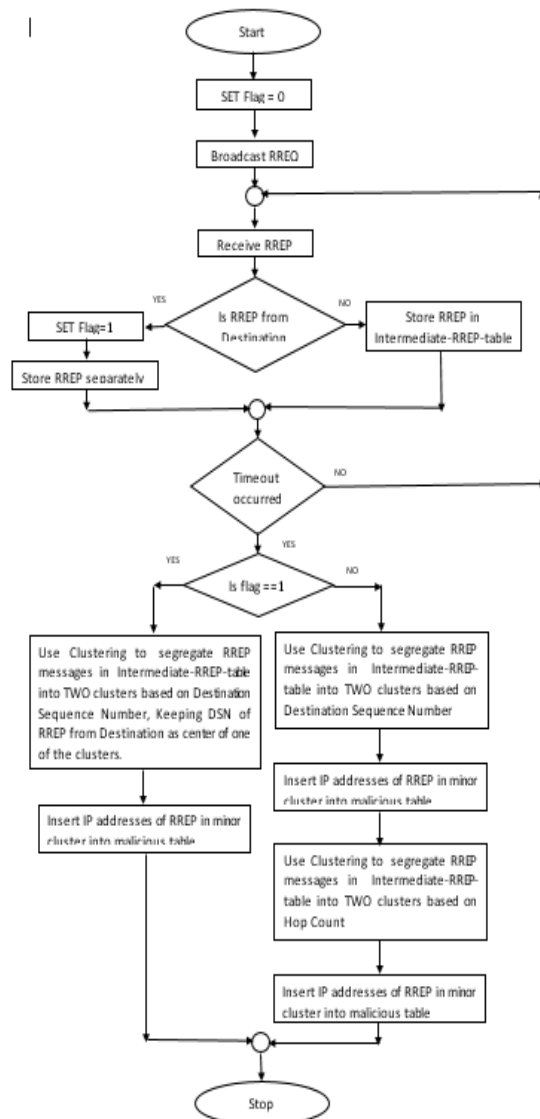 Start
SET Flag = 0
Broadcast RREQ
Receive RREP
YES
Is RREP from
Destination
NO
SET Flag=1
Store RREP separately
Store RREP in
Intermediate-RREP-table
Timeout
occurred
NO
YES
YES
Is flag ==1
NO
Use Clustering to segregate RREP
messages in Intermediate-RREP-table
into TWO clusters based on Destination
Sequence Number, Keeping DSN of
RREP from Destination as center of one
of the clusters.
Insert IP addresses of RREP in minor
cluster into malicious table
Use Clustering to segregate RREP
messages in Intermediate-RREP-
table into TWO clusters based on
Destination Sequence Number
Insert IP addresses of RREP in minor
cluster into malicious table
Use Clustering to segregate RREP
messages in Intermediate-RREP-
table into TWO clusters based on
Hop Count
Insert IP addresses of RREP in minor
cluster into malicious table
Stop